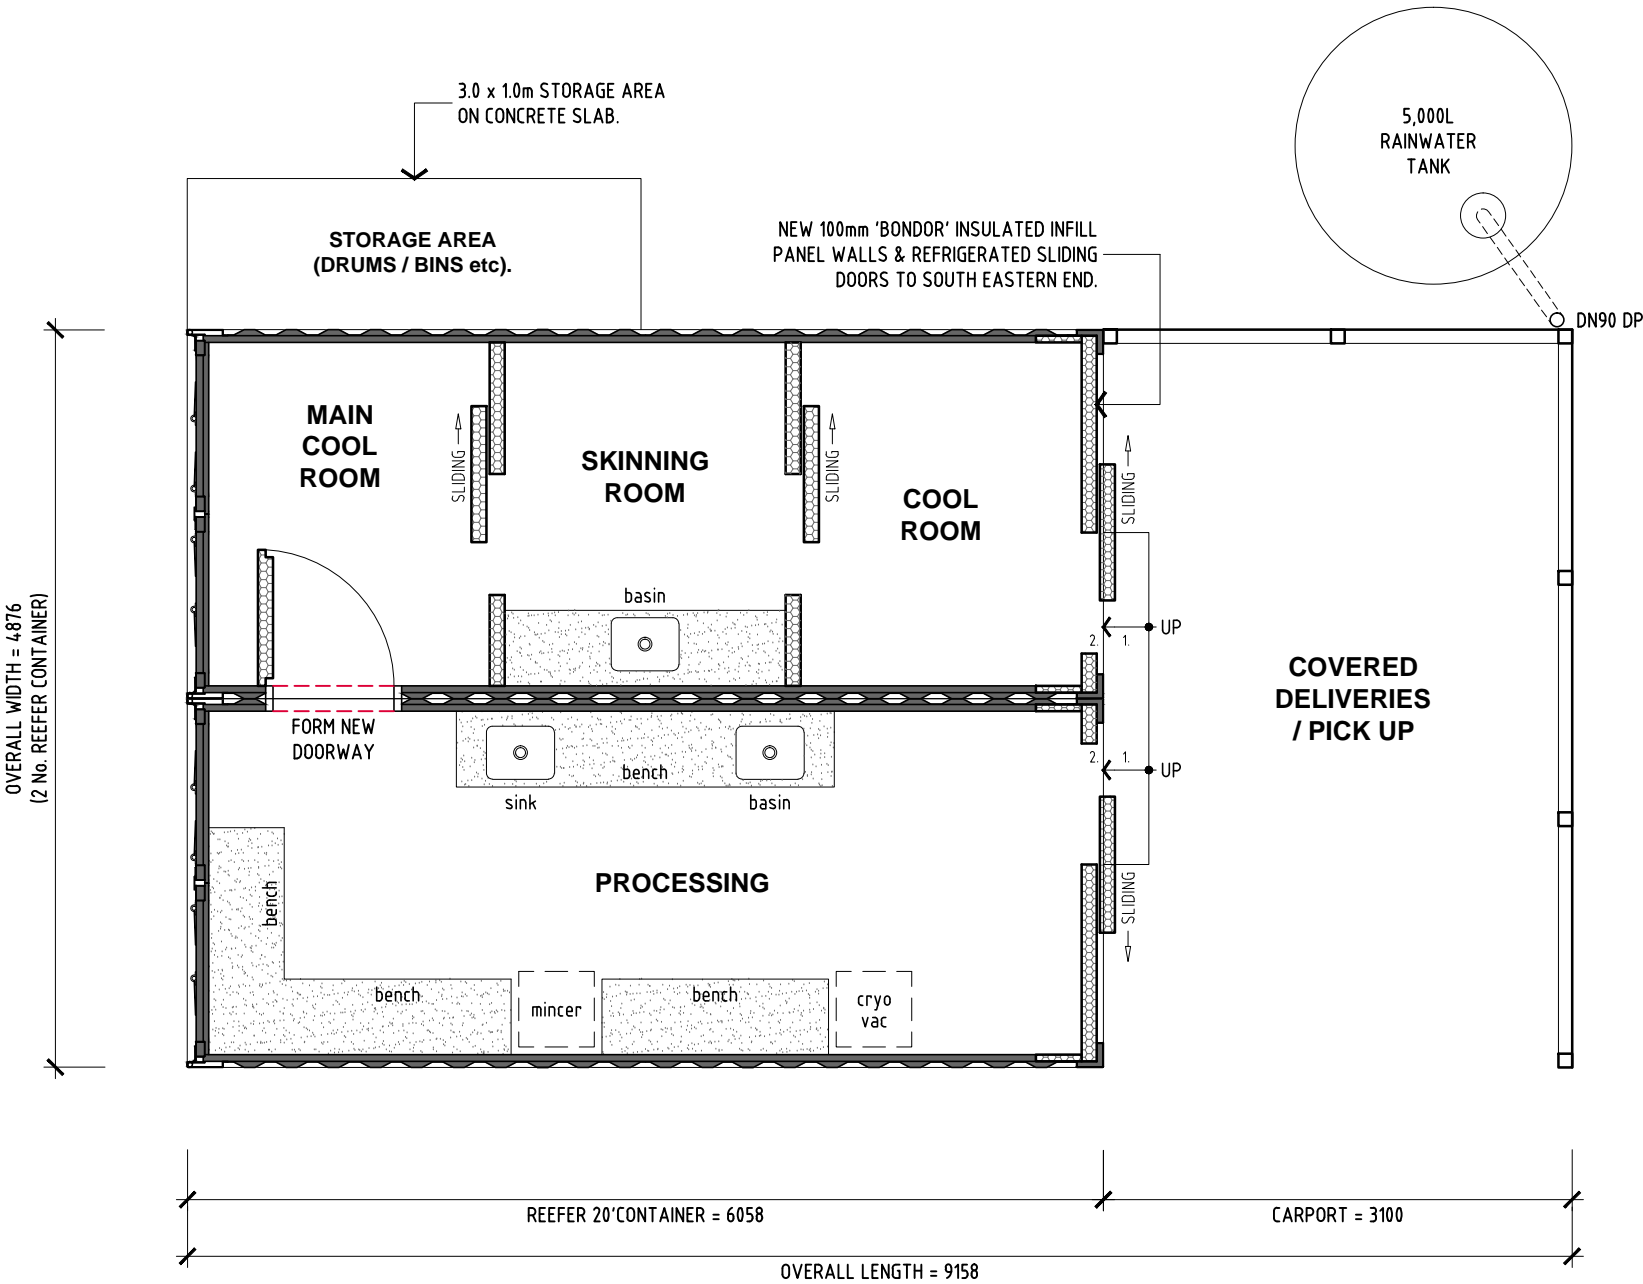 3.0 x 1.0m STORAGE AREA
ON CONCRETE SLAB.
5,000L
RAINWATER
TANK
STORAGE AREA
(DRUMS / BINS etc).
NEW 100mm 'BONDOR' INSULATED INFILL
PANEL WALLS & REFRIGERATED SLIDING
DOORS TO SOUTH EASTERN END.
DN90 DP
MAIN
COOL
ROOM
SLIDING
SKINNING
ROOM
SLIDING
COOL
ROOM
SLIDING
basin
2.
1.
UP
COVERED
DELIVERIES
/ PICK UP
OVERALL WIDTH = 4876
(2 No. REEFER CONTAINER)
FORM NEW
DOORWAY
bench
sink
basin
2.
1.
UP
PROCESSING
SLIDING
bench
bench
mincer
bench
cryo
vac
REEFER 20'CONTAINER = 6058
CARPORT = 3100
OVERALL LENGTH = 9158